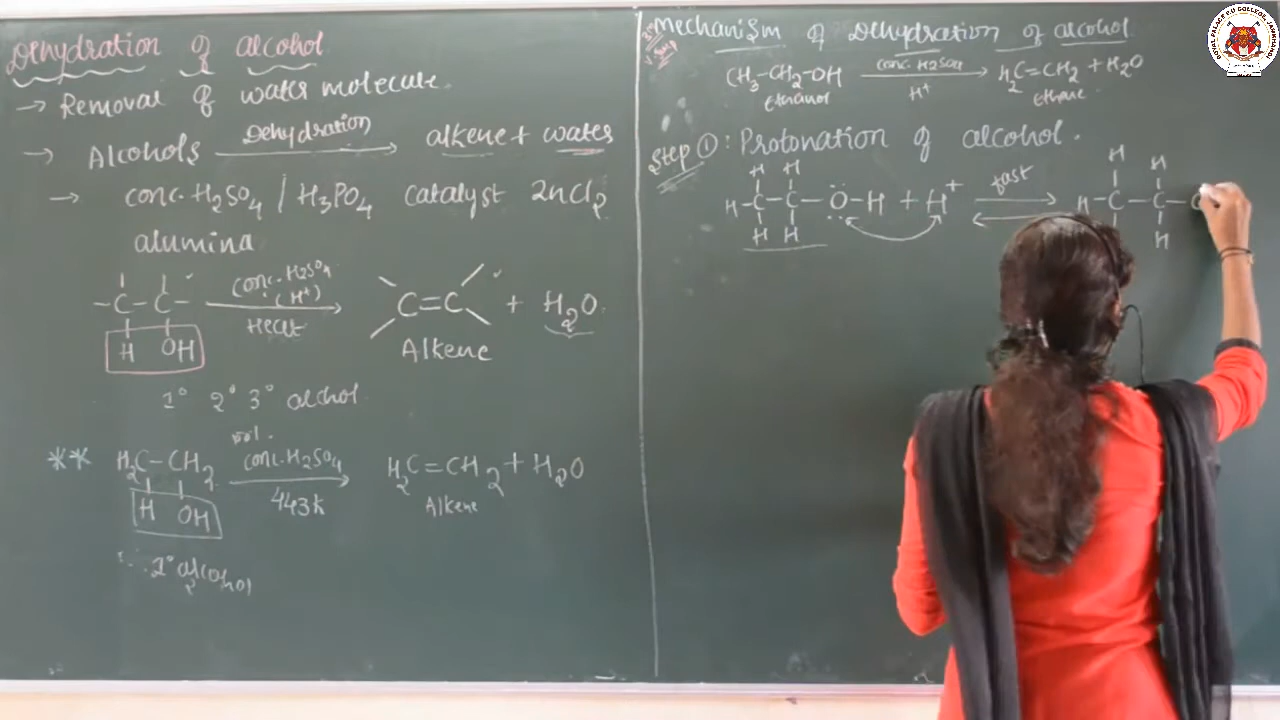 Dehydration of alcohol
→ Removal of water molecule.
→ Alcohols Dehydration → alkene + water
→ conc. H2SO4 / H3PO4 catalyst ZnCl2
alumina
conc. H2SO4
(H+)
-C-C- → C=C + H2O
Heat
H OH
Alkene
1° 2° 3° alcohol.
conc. H2SO4
** H2C-CH2 → H2C=CH2 + H2O
443k
H OH
Alkene
Mechanism of Dehydration of alcohol
CH3-CH2-OH conc. H2SO4 → H2C=CH2 + H2O
Ethanol H+
Step ①: Protonation of alcohol.
H H H H
H-C-C-Ö-H + H+ fast ⇌ H-C-C-
H H H